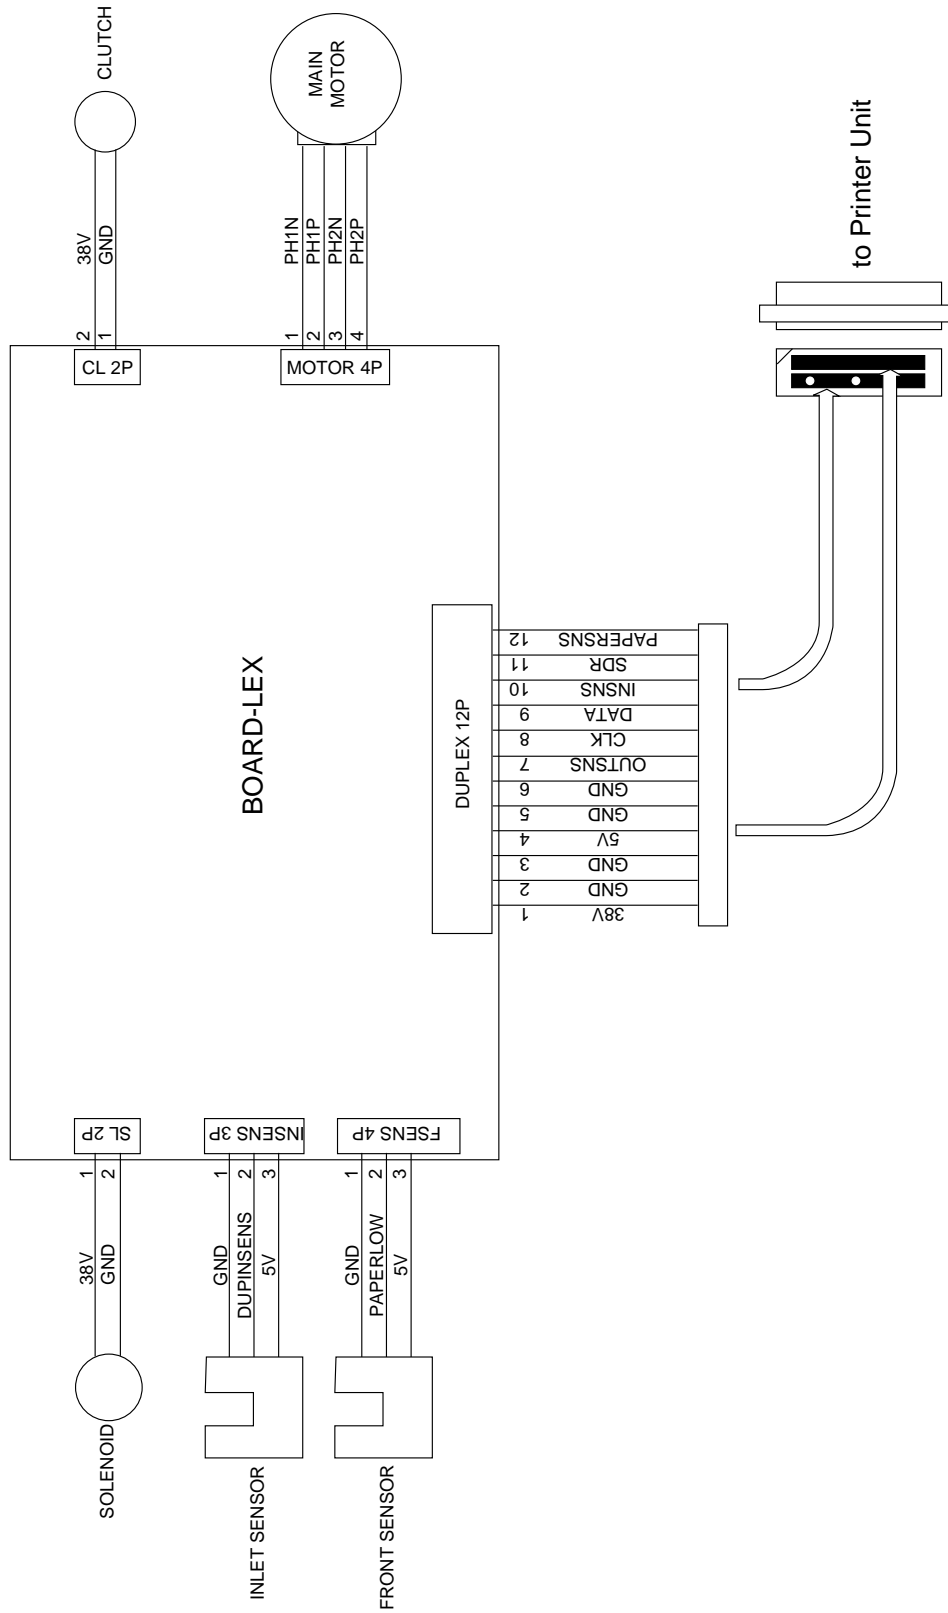 CLUTCH
MAIN
MOTOR
38V
GND
PH1N
PH1P
PH2N
PH2P
2
1
1
2
3
4
CL 2P
MOTOR 4P
to Printer Unit
BOARD-LEX
DUPLEX 12P
12 PAPERSNS
11 SDR
10 INSNS
9 DATA
8 CLK
7 OUTSNS
6 GND
5 GND
4 5V
3 GND
2 GND
1 38V
SL 2P
INSENS 3P
FSENS 4P
1
2
1
2
3
1
2
3
38V
GND
GND
DUPINSENS
5V
GND
PAPERLOW
5V
SOLENOID
INLET SENSOR
FRONT SENSOR